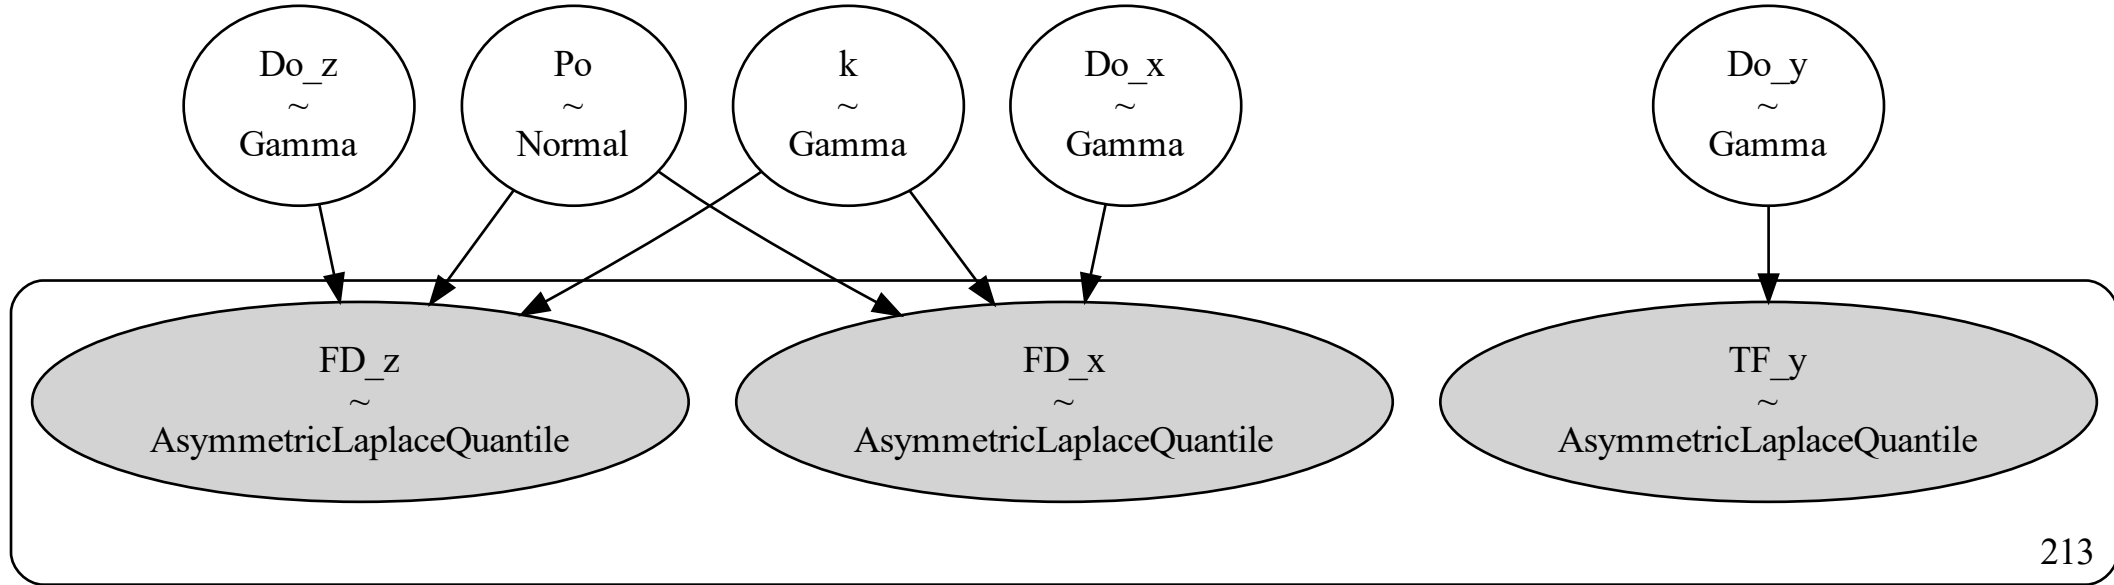 Do_z
~
Gamma
Po
~
Normal
k
~
Gamma
Do_x
~
Gamma
Do_y
~
Gamma
FD_z
~
AsymmetricLaplaceQuantile
FD_x
~
AsymmetricLaplaceQuantile
TF_y
~
AsymmetricLaplaceQuantile
213